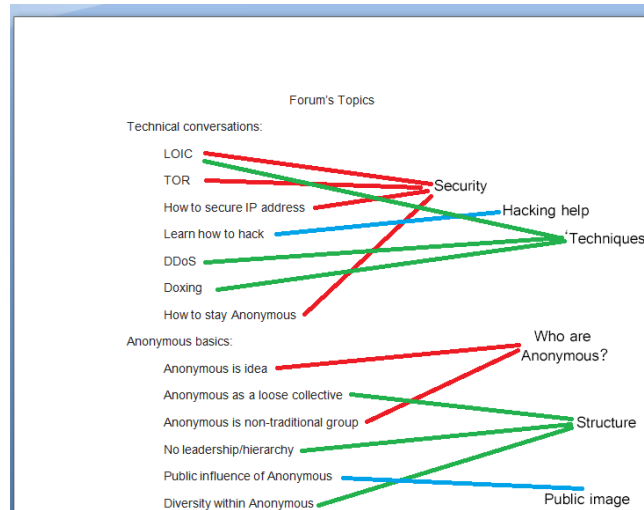 Forum's Topics
Technical conversations:
LOIC
TOR
Security
How to secure IP address
Hacking help
Learn how to hack
'Techniques
DDoS
Doxing
How to stay Anonymous
Who are
Anonymous basics:
Anonymous?
Anonymous is idea
Anonymous as a loose collective
Anonymous is non-traditional group
Structure
No leadership/hierarchy
Public influence of Anonymous
Public image
Diversity within Anonymous